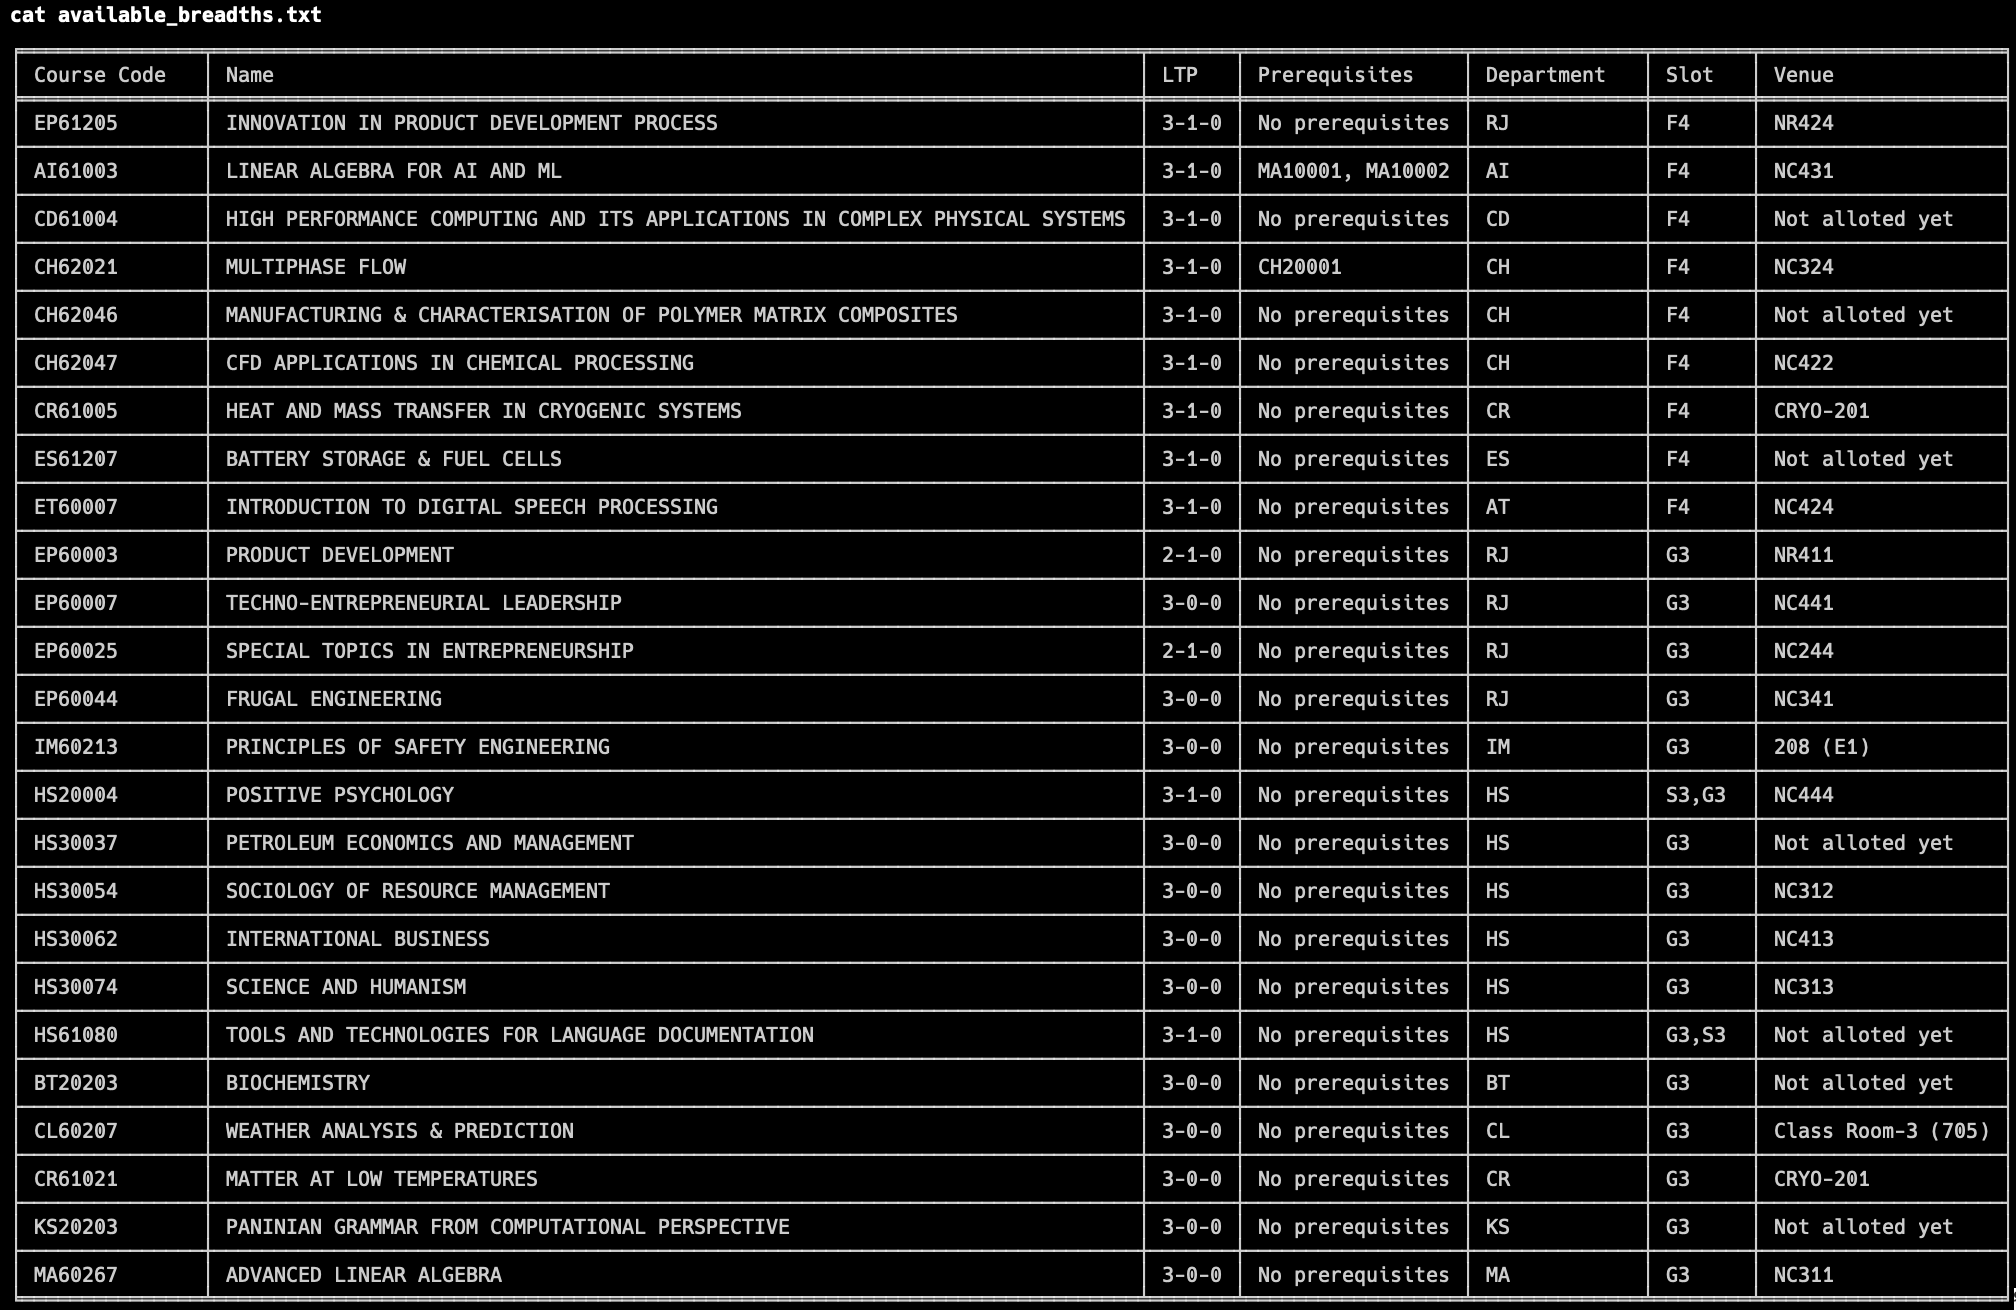 cat available_breadths.txt
Course Code Name LTP Prerequisites Department Slot Venue
EP61205 INNOVATION IN PRODUCT DEVELOPMENT PROCESS 3-1-0 No prerequisites RJ F4 NR424
AI61003 LINEAR ALGEBRA FOR AI AND ML 3-1-0 MA10001, MA10002 AI F4 NC431
CD61004 HIGH PERFORMANCE COMPUTING AND ITS APPLICATIONS IN COMPLEX PHYSICAL SYSTEMS 3-1-0 No prerequisites CD F4 Not alloted yet
CH62021 MULTIPHASE FLOW 3-1-0 CH20001 CH F4 NC324
CH62046 MANUFACTURING & CHARACTERISATION OF POLYMER MATRIX COMPOSITES 3-1-0 No prerequisites CH F4 Not alloted yet
CH62047 CFD APPLICATIONS IN CHEMICAL PROCESSING 3-1-0 No prerequisites CH F4 NC422
CR61005 HEAT AND MASS TRANSFER IN CRYOGENIC SYSTEMS 3-1-0 No prerequisites CR F4 CRYO-201
ES61207 BATTERY STORAGE & FUEL CELLS 3-1-0 No prerequisites ES F4 Not alloted yet
ET60007 INTRODUCTION TO DIGITAL SPEECH PROCESSING 3-1-0 No prerequisites AT F4 NC424
EP60003 PRODUCT DEVELOPMENT 2-1-0 No prerequisites RJ G3 NR411
EP60007 TECHNO-ENTREPRENEURIAL LEADERSHIP 3-0-0 No prerequisites RJ G3 NC441
EP60025 SPECIAL TOPICS IN ENTREPRENEURSHIP 2-1-0 No prerequisites RJ G3 NC244
EP60044 FRUGAL ENGINEERING 3-0-0 No prerequisites RJ G3 NC341
IM60213 PRINCIPLES OF SAFETY ENGINEERING 3-0-0 No prerequisites IM G3 208 (E1)
HS20004 POSITIVE PSYCHOLOGY 3-1-0 No prerequisites HS S3,G3 NC444
HS30037 PETROLEUM ECONOMICS AND MANAGEMENT 3-0-0 No prerequisites HS G3 Not alloted yet
HS30054 SOCIOLOGY OF RESOURCE MANAGEMENT 3-0-0 No prerequisites HS G3 NC312
HS30062 INTERNATIONAL BUSINESS 3-0-0 No prerequisites HS G3 NC413
HS30074 SCIENCE AND HUMANISM 3-0-0 No prerequisites HS G3 NC313
HS61080 TOOLS AND TECHNOLOGIES FOR LANGUAGE DOCUMENTATION 3-1-0 No prerequisites HS G3,S3 Not alloted yet
BT20203 BIOCHEMISTRY 3-0-0 No prerequisites BT G3 Not alloted yet
CL60207 WEATHER ANALYSIS & PREDICTION 3-0-0 No prerequisites CL G3 Class Room-3 (705)
CR61021 MATTER AT LOW TEMPERATURES 3-0-0 No prerequisites CR G3 CRYO-201
KS20203 PANINIAN GRAMMAR FROM COMPUTATIONAL PERSPECTIVE 3-0-0 No prerequisites KS G3 Not alloted yet
MA60267 ADVANCED LINEAR ALGEBRA 3-0-0 No prerequisites MA G3 NC311